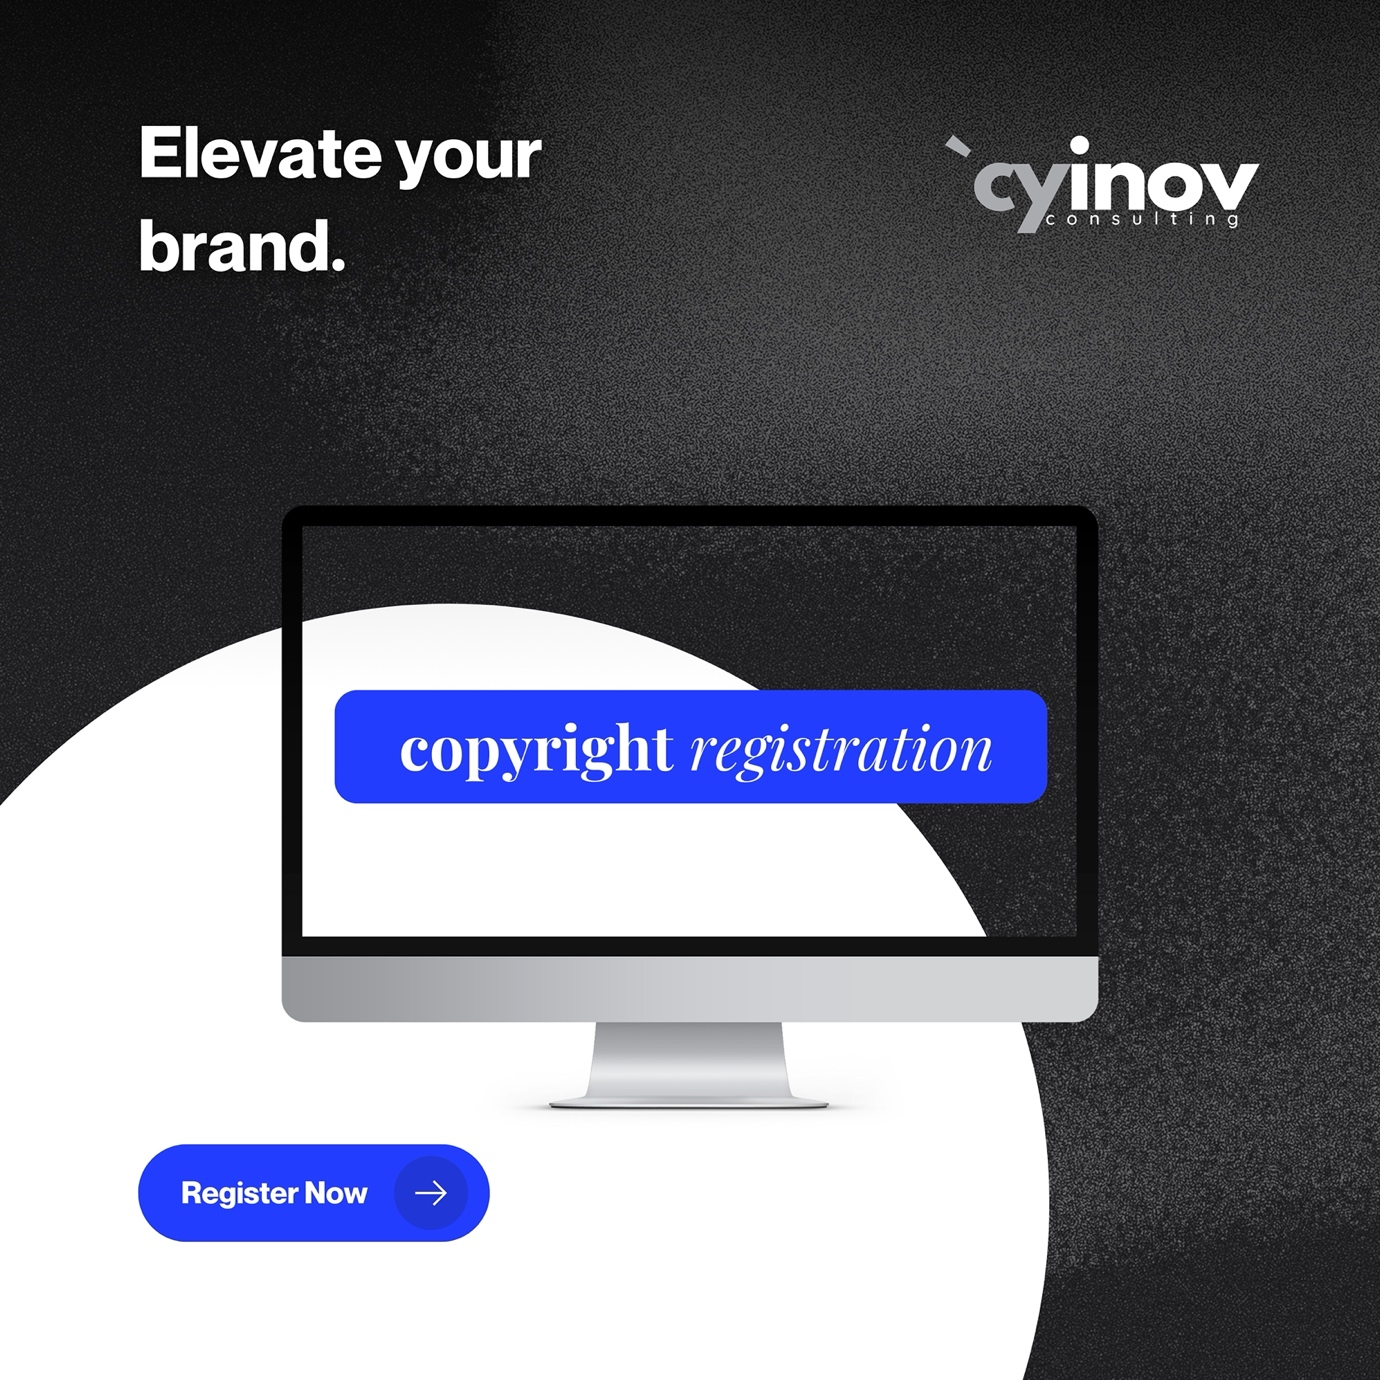 Elevate your
brand.
cyinov
consulting
copyright registration
Register Now